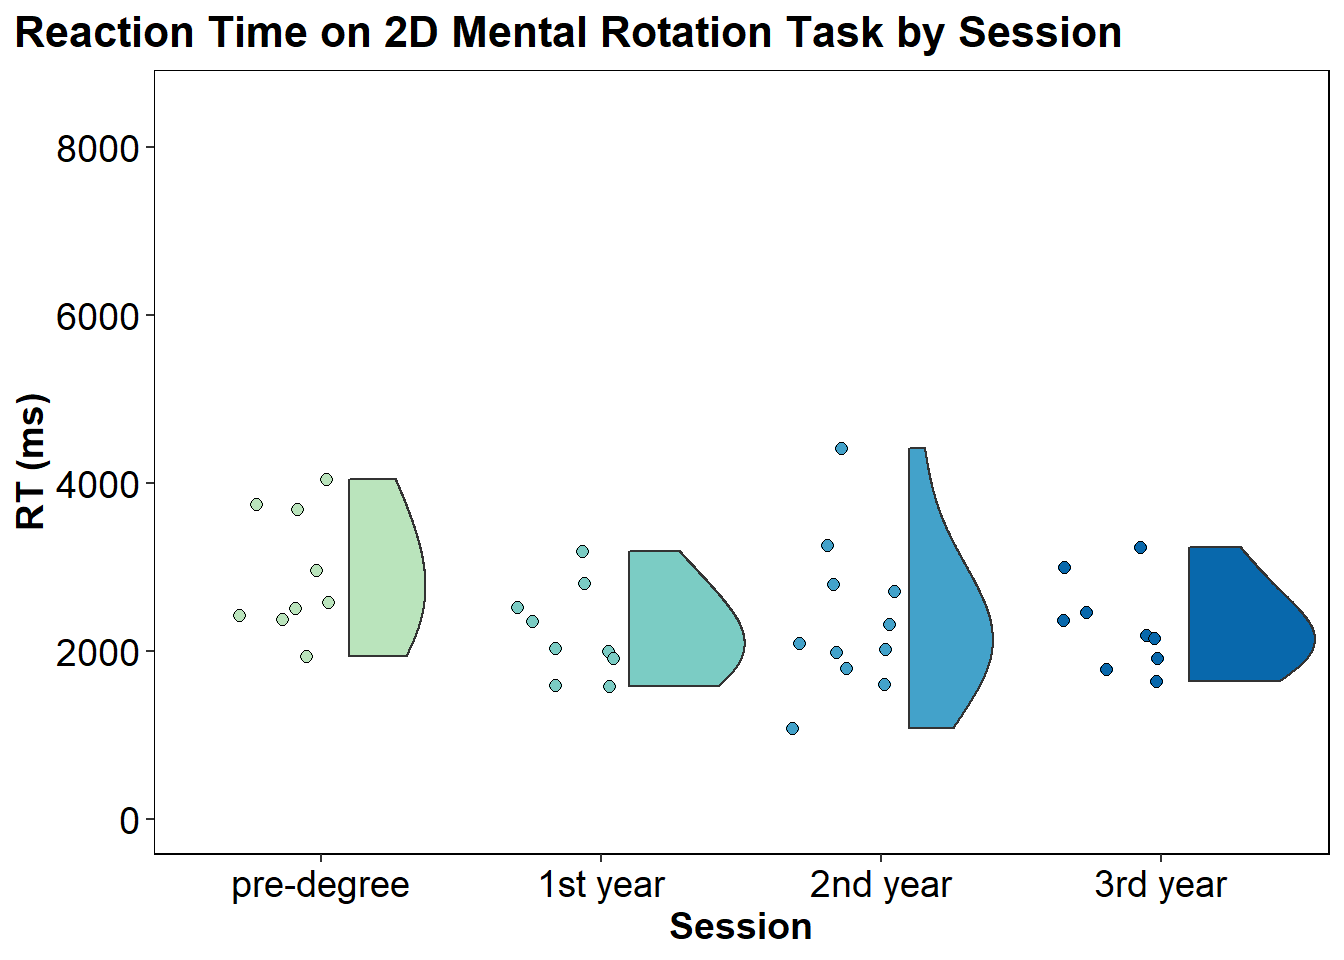 Reaction Time on 2D Mental Rotation Task by Session
8000
6000
4000
2000
0
RT (ms)
pre-degree 1st year 2nd year 3rd year
Session